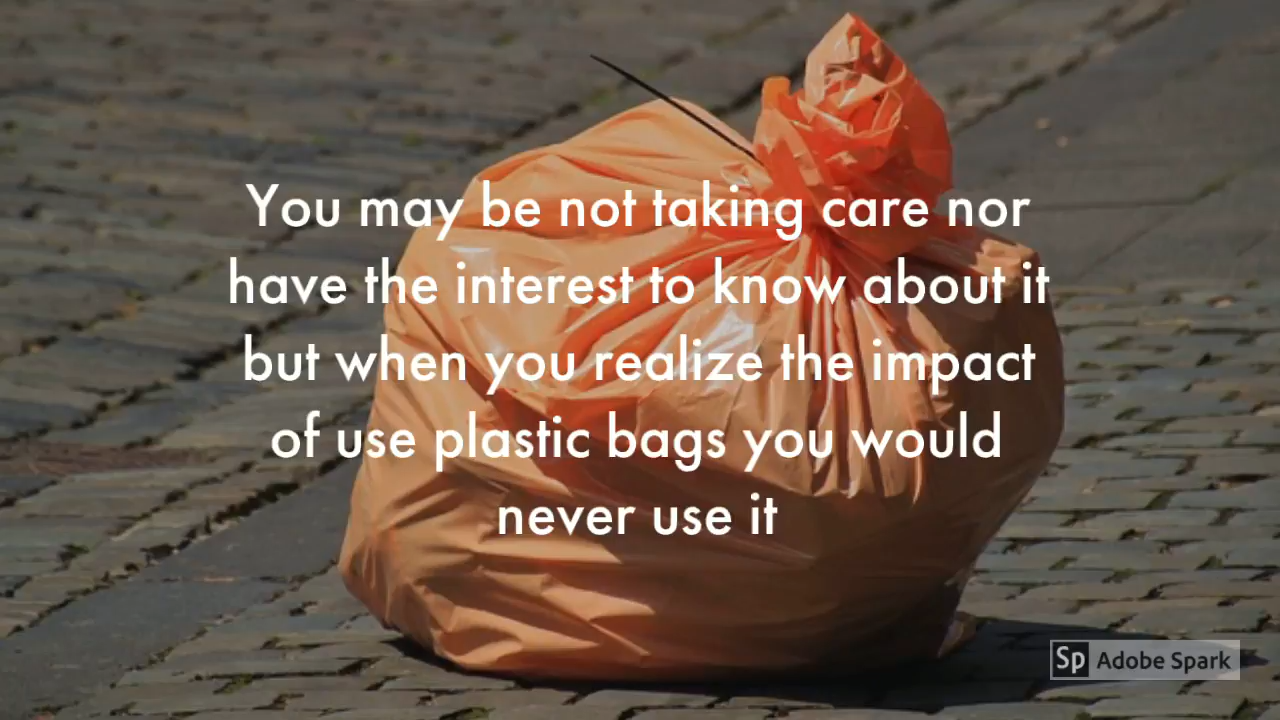 You may be not taking care nor
have the interest to know about it
but when you realize the impact
of use plastic bags you would
never use it
Sp Adobe Spark